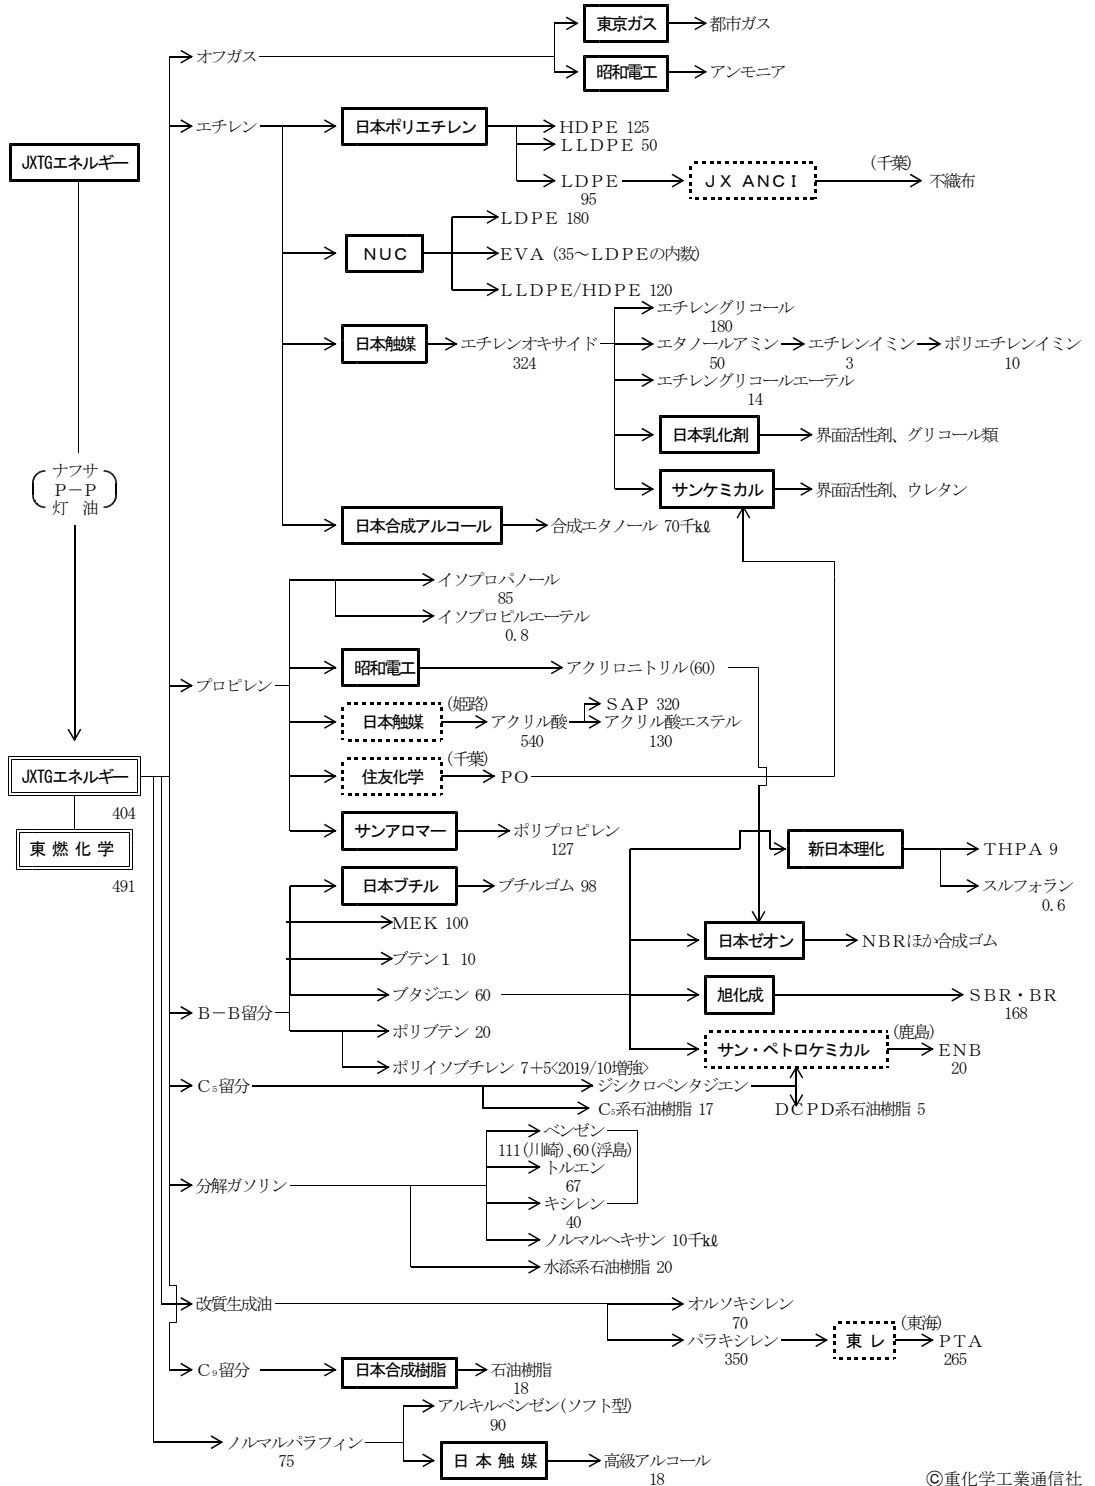 東京ガス
都市ガス
オフガス
昭和電工
アンモニア
エチレン
日本ポリエチレン
HDPE 125
LLDPE 50
JXTGエネルギー
(千葉)
LDPE
JX ANCI
不織布
95
LDPE 180
NUC
EVA (35～LDPEの内数)
LLDPE/HDPE 120
エチレングリコール
180
日本触媒
エチレンオキサイド
エタノールアミン
エチレンイミン
ポリエチレンイミン
324
50
3
10
エチレングリコールエーテル
14
日本乳化剤
界面活性剤、グリコール類
ナフサ
P－P
灯 油
サンケミカル
界面活性剤、ウレタン
日本合成アルコール
合成エタノール 70千㎘
イソプロパノール
85
イソプロピルエーテル
0.8
昭和電工
アクリロニトリル(60)
プロピレン
(姫路)
SAP 320
日本触媒
アクリル酸
アクリル酸エステル
540
130
(千葉)
JXTGエネルギー
住友化学
PO
404
サンアロマー
ポリプロピレン
127
東燃化学
新日本理化
THPA 9
491
日本ブチル
ブチルゴム 98
スルフォラン
0.6
MEK 100
日本ゼオン
NBRほか合成ゴム
ブテン1 10
ブタジエン 60
旭化成
SBR・BR
168
B－B留分
ポリブテン 20
(鹿島)
サン・ペトロケミカル
ENB
20
ポリイソブチレン 7+5<2019/10増強>
C₅留分
ジシクロペンタジエン
C₅系石油樹脂 17
DCPD系石油樹脂 5
ベンゼン
111(川崎)、60(浮島)
トルエン
分解ガソリン
67
キシレン
40
ノルマルヘキサン 10千㎘
水添系石油樹脂 20
改質生成油
オルソキシレン
70
(東海)
パラキシレン
東レ
PTA
350
265
C₉留分
日本合成樹脂
石油樹脂
18
アルキルベンゼン(ソフト型)
90
ノルマルパラフィン
75
日本触媒
高級アルコール
18
©重化学工業通信社